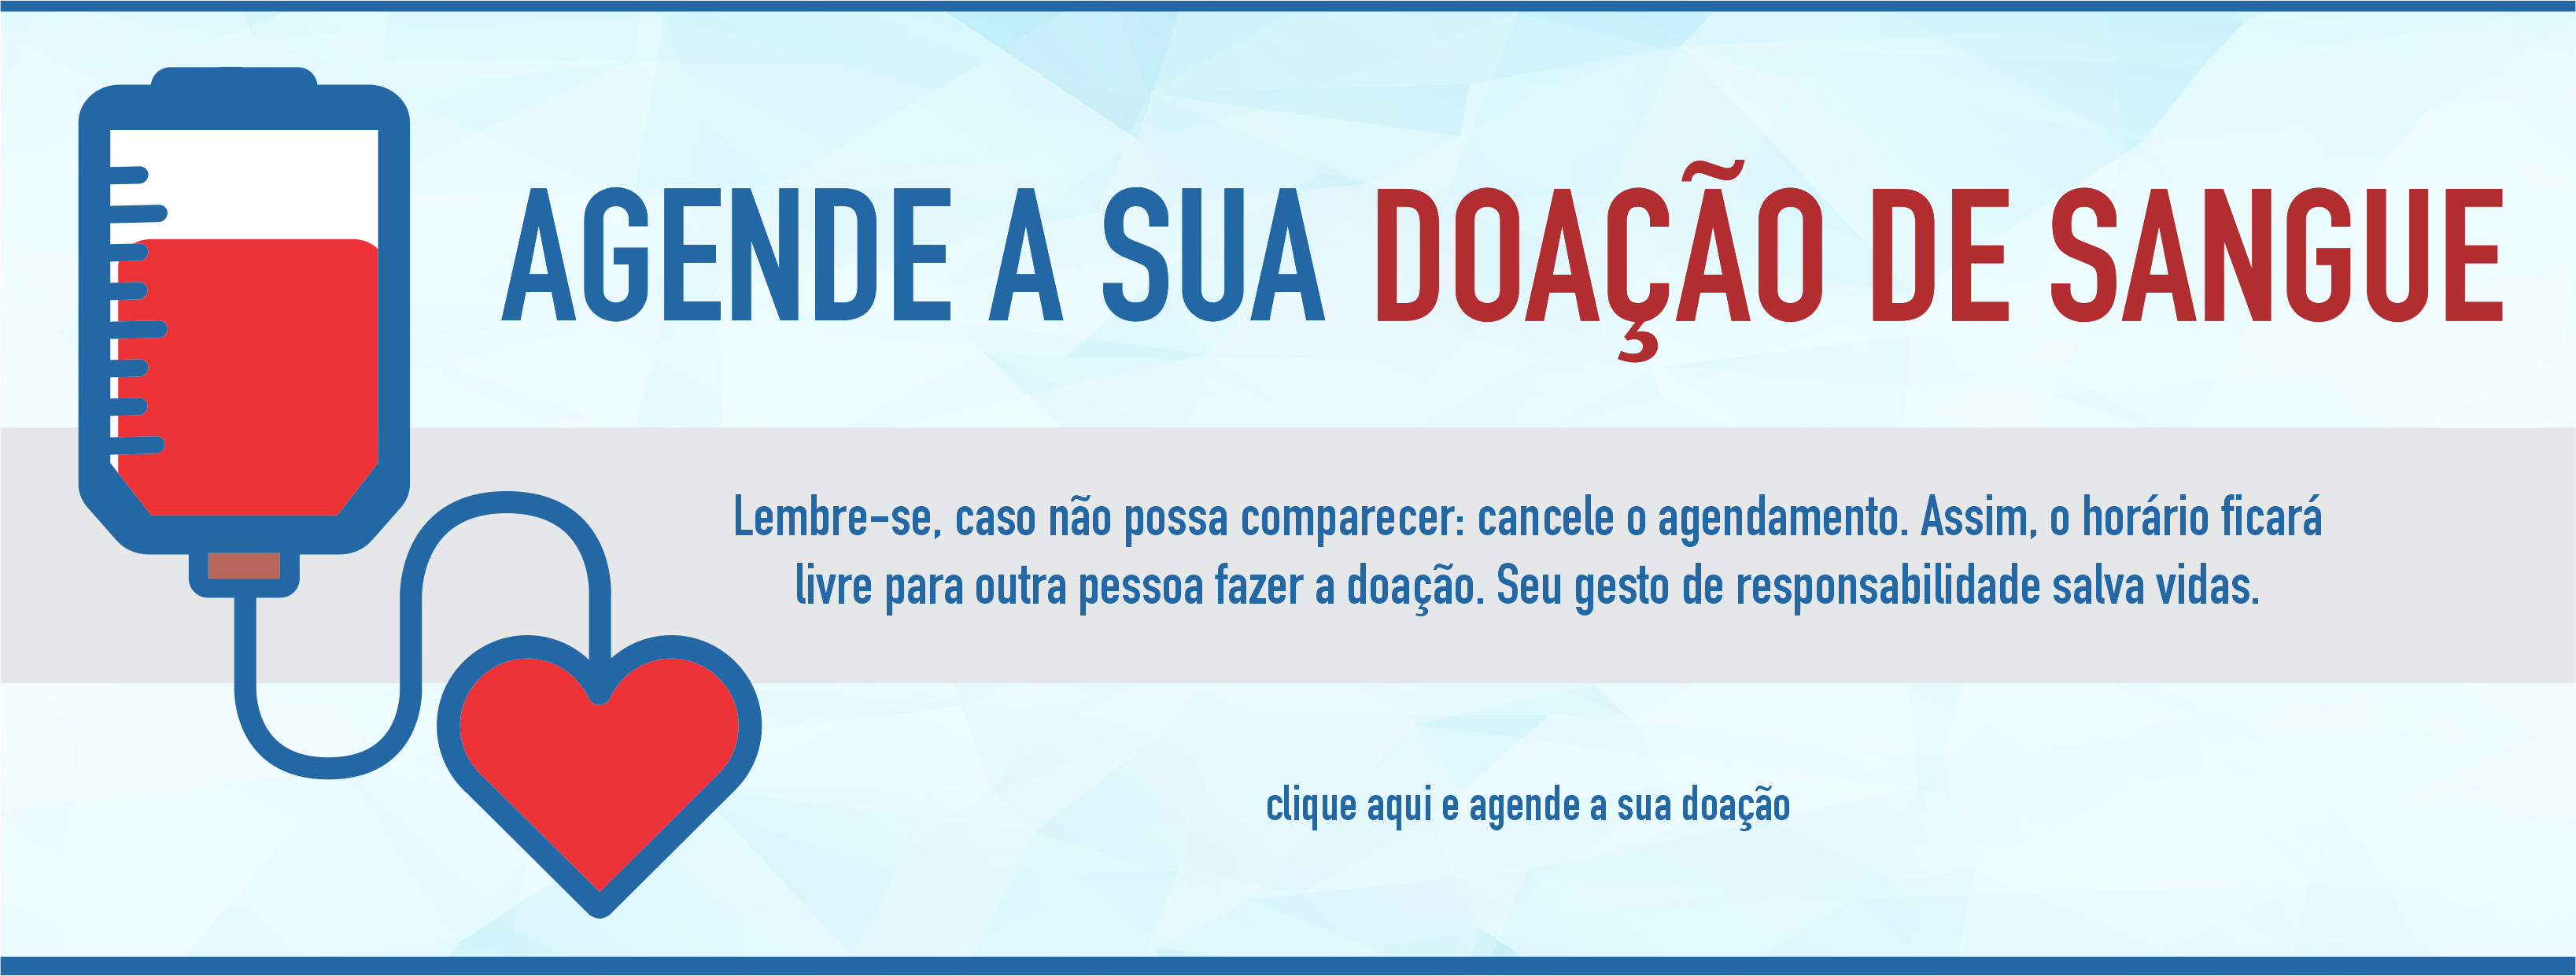 AGENDE A SUA DOAÇÃO DE SANGUE
Lembre-se, caso não possa comparecer: cancele o agendamento. Assim, o horário ficará
livre para outra pessoa fazer a doação. Seu gesto de responsabilidade salva vidas.
clique aqui e agende a sua doação